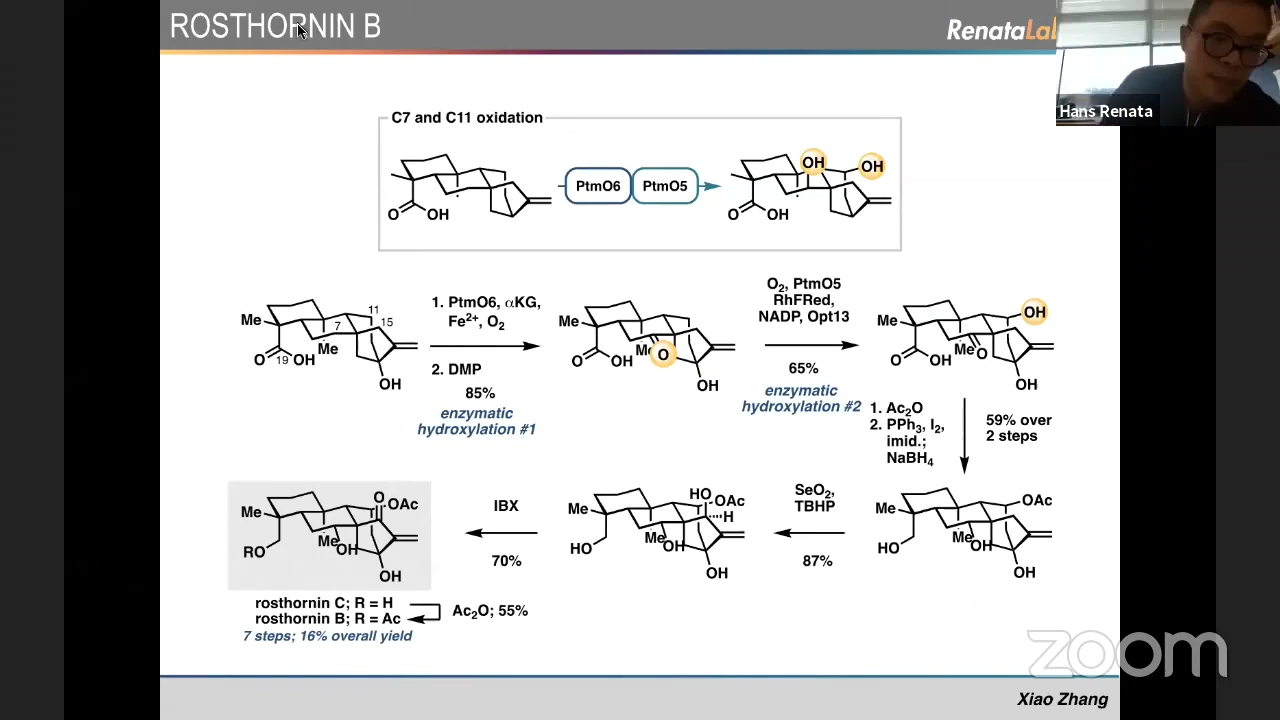 ROSTHORNIN B
RenataLab
Hans Renata
C7 and C11 oxidation
O
OH
PtmO6
PtmO5
OH
OH
O
OH
Me
11
7
15
Me
O
19
OH
OH
1. PtmO6, αKG,
Fe²⁺, O₂
2. DMP
85%
enzymatic
hydroxylation #1
Me
O
OH
O
OH
O₂, PtmO5
RhFRed,
NADP, Opt13
65%
enzymatic
hydroxylation #2
Me
OH
O
OH
Me
O
OH
1. Ac₂O
2. PPh₃, I₂,
imid.;
NaBH₄
59% over
2 steps
Me
OAc
HO
Me
OH
OH
SeO₂,
TBHP
87%
Me
HO
OAc
H
HO
Me
OH
OH
IBX
70%
Me
O
OAc
RO
Me
OH
OH
rosthornin C; R = H
rosthornin B; R = Ac
Ac₂O; 55%
7 steps; 16% overall yield
zoom
Xiao Zhang